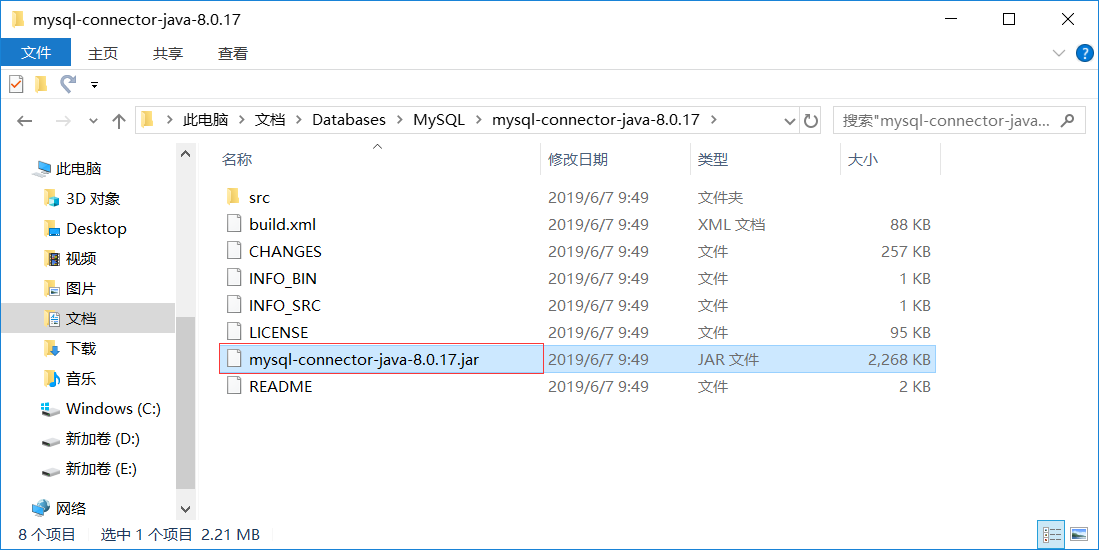 mysql-connector-java-8.0.17
文件 主页 共享 查看
此电脑 文档 Databases MySQL mysql-connector-java-8.0.17 搜索"mysql-connector-java...
名称 修改日期 类型 大小
此电脑
3D 对象
Desktop
视频
图片
文档
下载
音乐
Windows (C:)
新加卷 (D:)
新加卷 (E:)
网络
src 2019/6/7 9:49 文件夹
build.xml 2019/6/7 9:49 XML 文档 88 KB
CHANGES 2019/6/7 9:49 文件 257 KB
INFO_BIN 2019/6/7 9:49 文件 1 KB
INFO_SRC 2019/6/7 9:49 文件 1 KB
LICENSE 2019/6/7 9:49 文件 95 KB
mysql-connector-java-8.0.17.jar 2019/6/7 9:49 JAR 文件 2,268 KB
README 2019/6/7 9:49 文件 2 KB
8 个项目 选中 1 个项目 2.21 MB